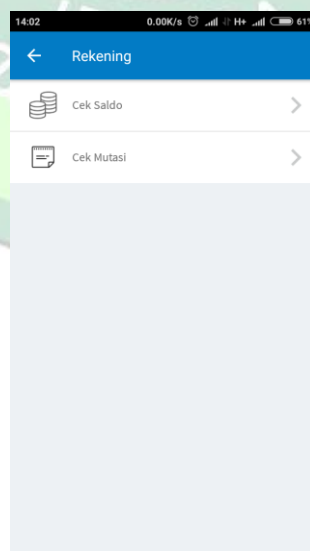 14:02 0.00K/s H+ 61%
Rekening
Cek Saldo
Cek Mutasi